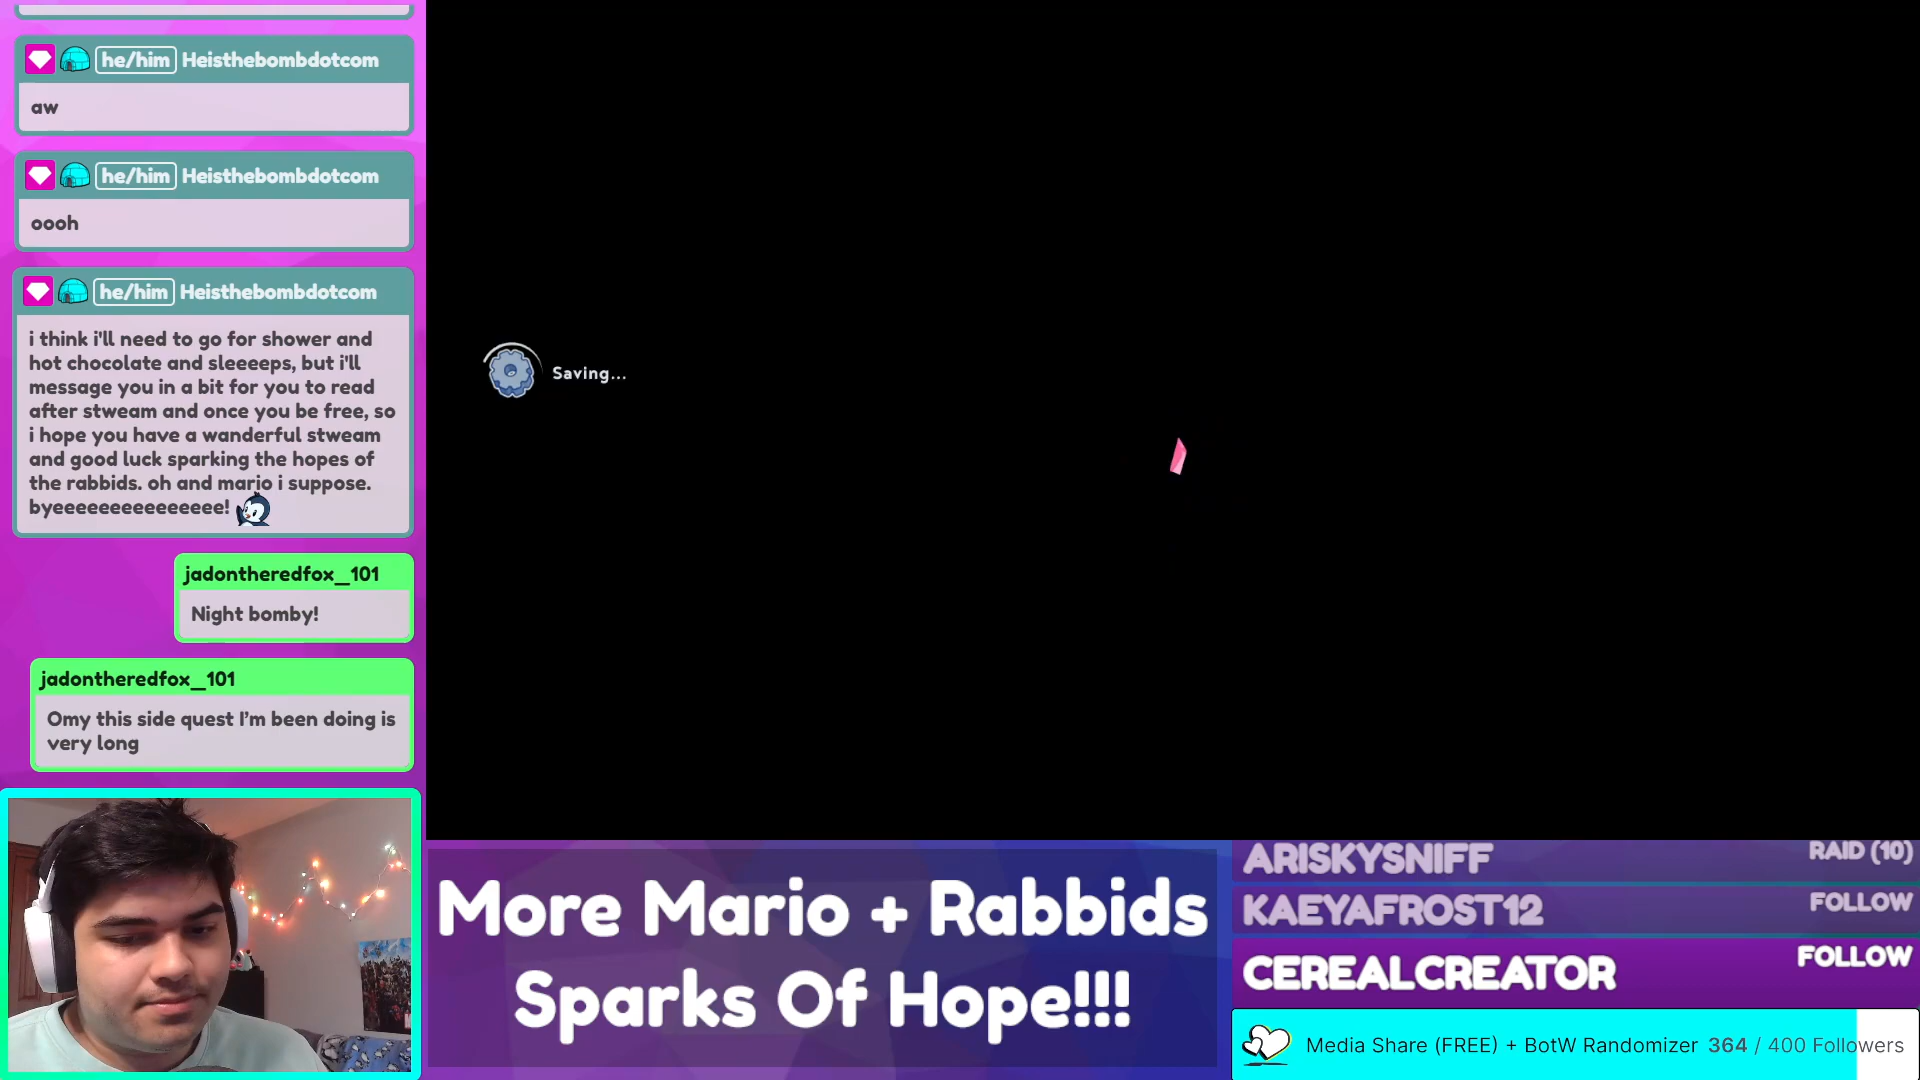 he/him Heisthebombdotcom
aw
he/him Heisthebombdotcom
oooh
he/him Heisthebombdotcom
i think i'll need to go for shower and
hot chocolate and sleeeeps, but i'll
message you in a bit for you to read
after stweam and once you be free, so
i hope you have a wanderful stweam
and good luck sparking the hopes of
the rabbids. oh and mario i suppose.
byeeeeeeeeeeeeeee!
jadontheredfox_101
Night bomby!
jadontheredfox_101
Omy this side quest I'm been doing is
very long
Saving...
More Mario + Rabbids
Sparks Of Hope!!!
ARISKYSNIFF RAID (10)
KAEYAFROST12 FOLLOW
CEREALCREATOR FOLLOW
Media Share (FREE) + BotW Randomizer 364 / 400 Followers